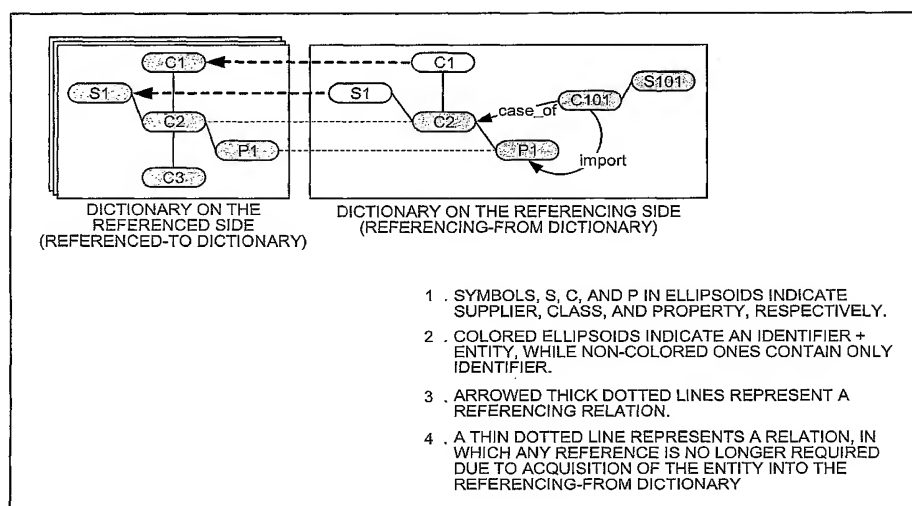 C1
C1
S1
S1
S101
C101
case_of
C2
C2
P1
P1
import
C3
DICTIONARY ON THE
REFERENCED SIDE
(REFERENCED-TO DICTIONARY)
DICTIONARY ON THE REFERENCING SIDE
(REFERENCING-FROM DICTIONARY)
1 . SYMBOLS, S, C, AND P IN ELLIPSOIDS INDICATE
SUPPLIER, CLASS, AND PROPERTY, RESPECTIVELY.
2 . COLORED ELLIPSOIDS INDICATE AN IDENTIFIER +
ENTITY, WHILE NON-COLORED ONES CONTAIN ONLY
IDENTIFIER.
3 . ARROWED THICK DOTTED LINES REPRESENT A
REFERENCING RELATION.
4 . A THIN DOTTED LINE REPRESENTS A RELATION, IN
WHICH ANY REFERENCE IS NO LONGER REQUIRED
DUE TO ACQUISITION OF THE ENTITY INTO THE
REFERENCING-FROM DICTIONARY